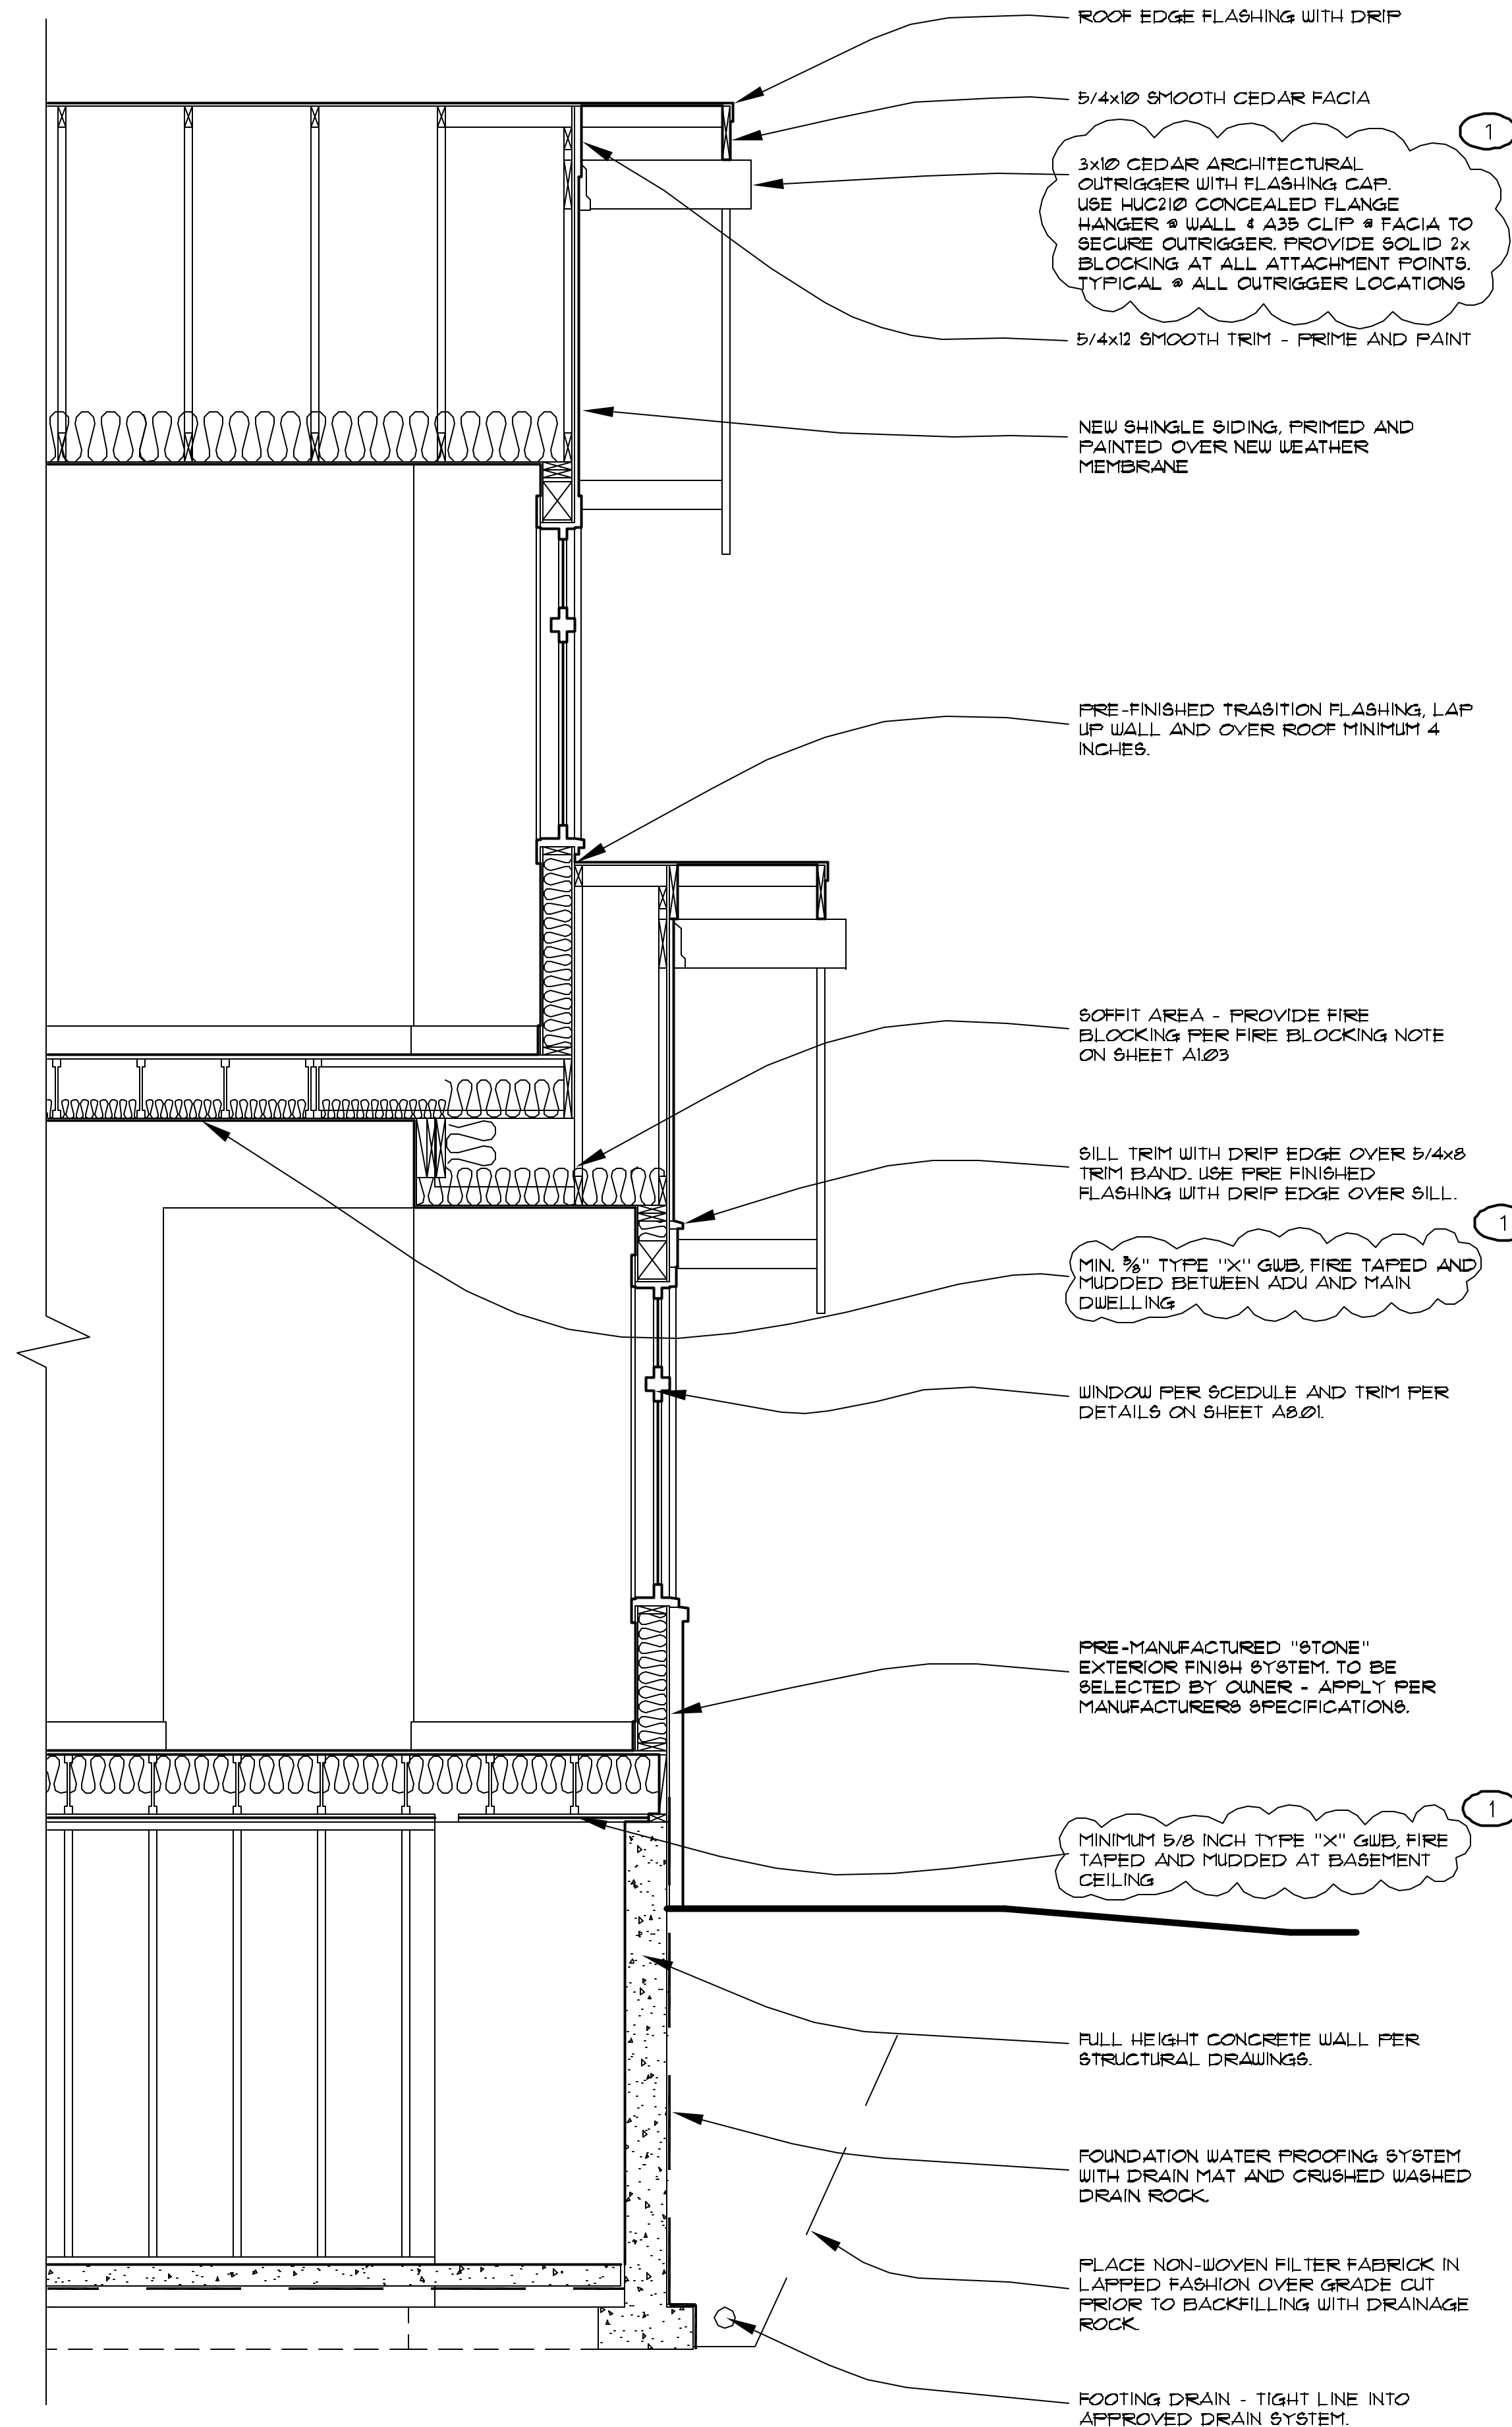 ROOF EDGE FLASHING WITH DRIP
5/4x10 SMOOTH CEDAR FACIA
1
3x10 CEDAR ARCHITECTURAL
OUTRIGGER WITH FLASHING CAP.
USE HUC210 CONCEALED FLANGE
HANGER @ WALL & A35 CLIP @ FACIA TO
SECURE OUTRIGGER. PROVIDE SOLID 2x
BLOCKING AT ALL ATTACHMENT POINTS.
TYPICAL @ ALL OUTRIGGER LOCATIONS
5/4x12 SMOOTH TRIM - PRIME AND PAINT
NEW SHINGLE SIDING, PRIMED AND
PAINTED OVER NEW WEATHER
MEMBRANE
PRE-FINISHED TRASITION FLASHING, LAP
UP WALL AND OVER ROOF MINIMUM 4
INCHES.
SOFFIT AREA - PROVIDE FIRE
BLOCKING PER FIRE BLOCKING NOTE
ON SHEET A1.03
SILL TRIM WITH DRIP EDGE OVER 5/4x8
TRIM BAND. USE PRE FINISHED
FLASHING WITH DRIP EDGE OVER SILL.
1
MIN. ⅝" TYPE "X" GWB, FIRE TAPED AND
MUDDED BETWEEN ADU AND MAIN
DWELLING
WINDOW PER SCEDULE AND TRIM PER
DETAILS ON SHEET A8.01.
PRE-MANUFACTURED "STONE"
EXTERIOR FINISH SYSTEM. TO BE
SELECTED BY OWNER - APPLY PER
MANUFACTURERS SPECIFICATIONS.
1
MINIMUM 5/8 INCH TYPE "X" GWB, FIRE
TAPED AND MUDDED AT BASEMENT
CEILING
FULL HEIGHT CONCRETE WALL PER
STRUCTURAL DRAWINGS.
FOUNDATION WATER PROOFING SYSTEM
WITH DRAIN MAT AND CRUSHED WASHED
DRAIN ROCK.
PLACE NON-WOVEN FILTER FABRICK IN
LAPPED FASHION OVER GRADE CUT
PRIOR TO BACKFILLING WITH DRAINAGE
ROCK.
FOOTING DRAIN - TIGHT LINE INTO
APPROVED DRAIN SYSTEM.